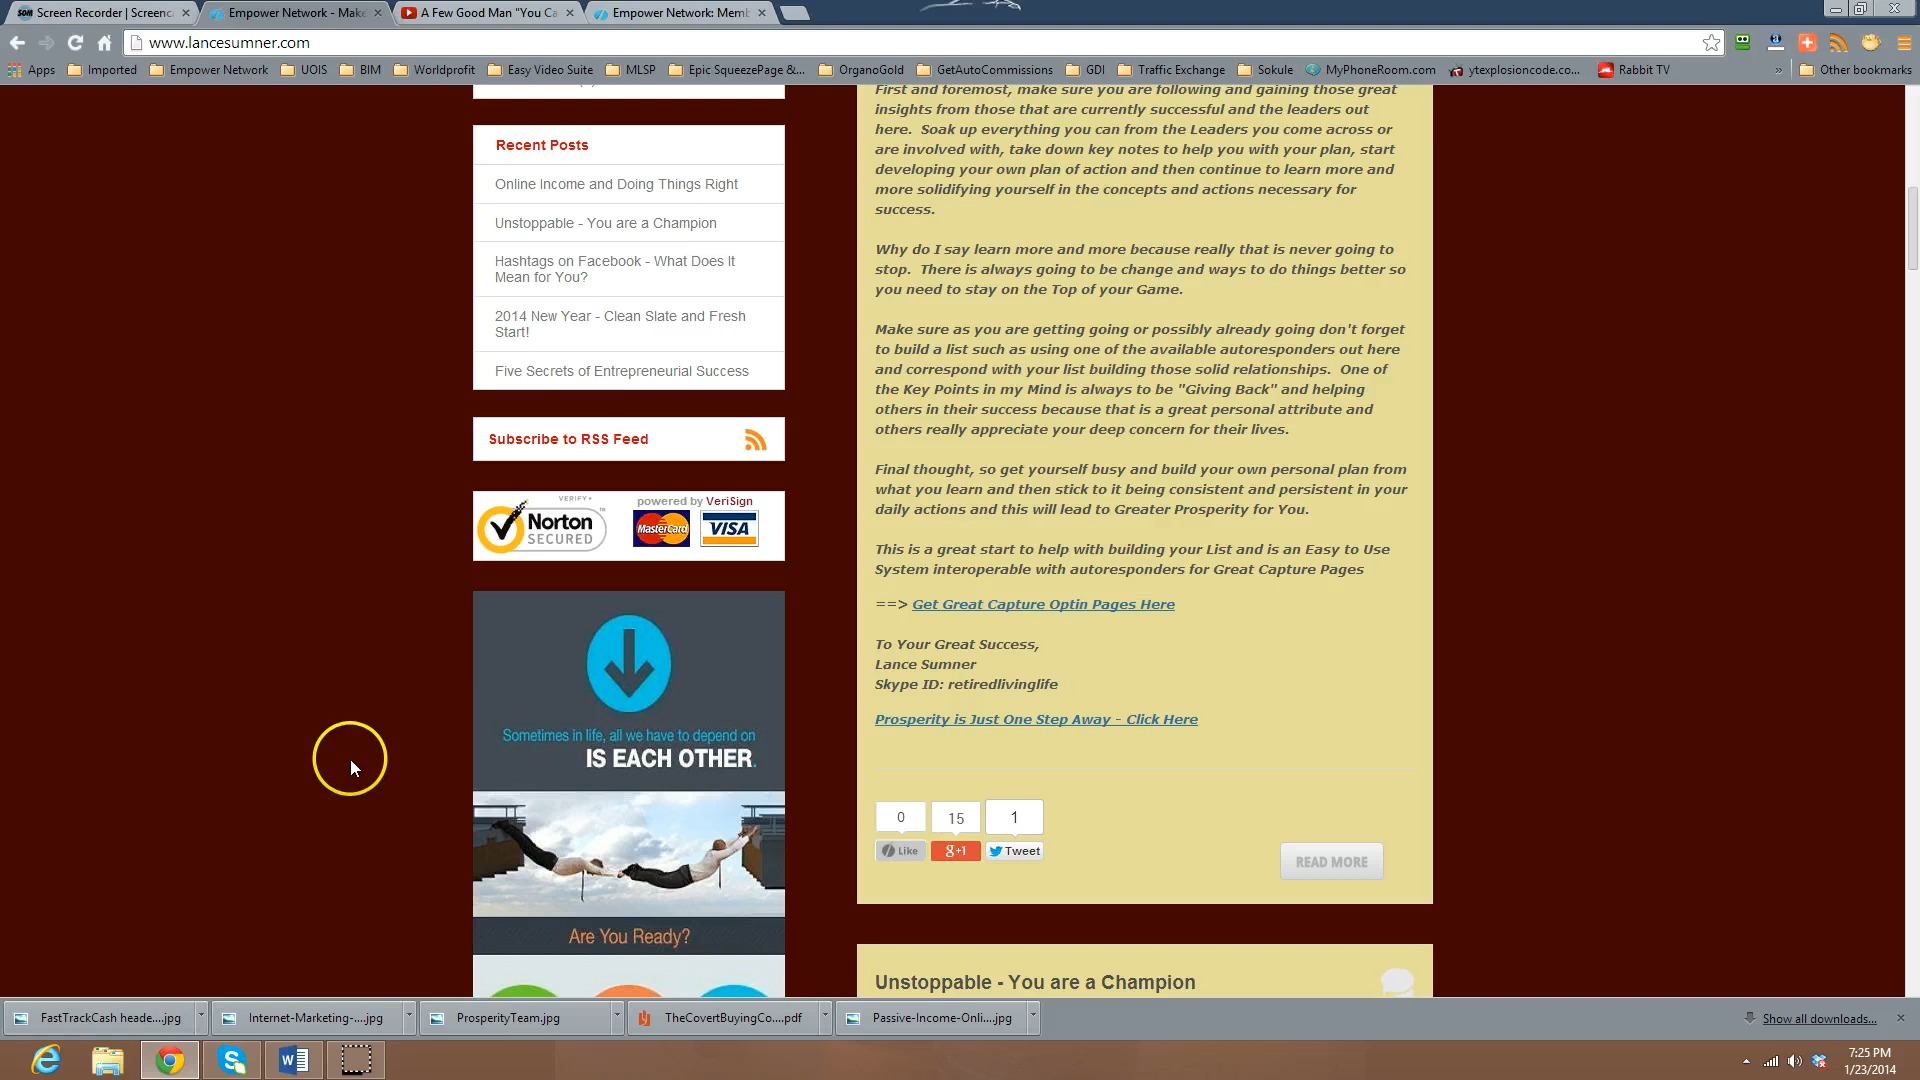 Screen Recorder | Screenca
Empower Network - Make
A Few Good Man "You Ca
Empower Network: Memb
www.lancesumner.com
Apps
Imported
Empower Network
UOIS
BIM
Worldprofit
Easy Video Suite
MLSP
Epic SqueezePage &...
OrganoGold
GetAutoCommissions
GDI
Traffic Exchange
Sokule
MyPhoneRoom.com
ytexplosioncode.co...
Rabbit TV
»
Other bookmarks
Recent Posts
Online Income and Doing Things Right
Unstoppable - You are a Champion
Hashtags on Facebook - What Does It
Mean for You?
2014 New Year - Clean Slate and Fresh
Start!
Five Secrets of Entrepreneurial Success
Subscribe to RSS Feed
VERIFY
Norton
SECURED
powered by VeriSign
MasterCard
VISA
Sometimes in life, all we have to depend on
IS EACH OTHER.
Are You Ready?
First and foremost, make sure you are following and gaining those great
insights from those that are currently successful and the leaders out
here. Soak up everything you can from the Leaders you come across or
are involved with, take down key notes to help you with your plan, start
developing your own plan of action and then continue to learn more and
more solidifying yourself in the concepts and actions necessary for
success.
Why do I say learn more and more because really that is never going to
stop. There is always going to be change and ways to do things better so
you need to stay on the Top of your Game.
Make sure as you are getting going or possibly already going don't forget
to build a list such as using one of the available autoresponders out here
and correspond with your list building those solid relationships. One of
the Key Points in my Mind is always to be "Giving Back" and helping
others in their success because that is a great personal attribute and
others really appreciate your deep concern for their lives.
Final thought, so get yourself busy and build your own personal plan from
what you learn and then stick to it being consistent and persistent in your
daily actions and this will lead to Greater Prosperity for You.
This is a great start to help with building your List and is an Easy to Use
System interoperable with autoresponders for Great Capture Pages
==> Get Great Capture Optin Pages Here
To Your Great Success,
Lance Sumner
Skype ID: retiredlivinglife
Prosperity is Just One Step Away - Click Here
0
15
1
Like
g+1
Tweet
READ MORE
Unstoppable - You are a Champion
FastTrackCash heade....jpg
Internet-Marketing-....jpg
ProsperityTeam.jpg
TheCovertBuyingCo....pdf
Passive-Income-Onli....jpg
Show all downloads...
7:25 PM
1/23/2014